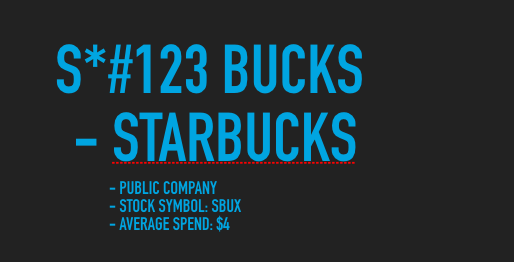 S*#123 BUCKS
- STARBUCKS
- PUBLIC COMPANY
- STOCK SYMBOL: SBUX
- AVERAGE SPEND: $4